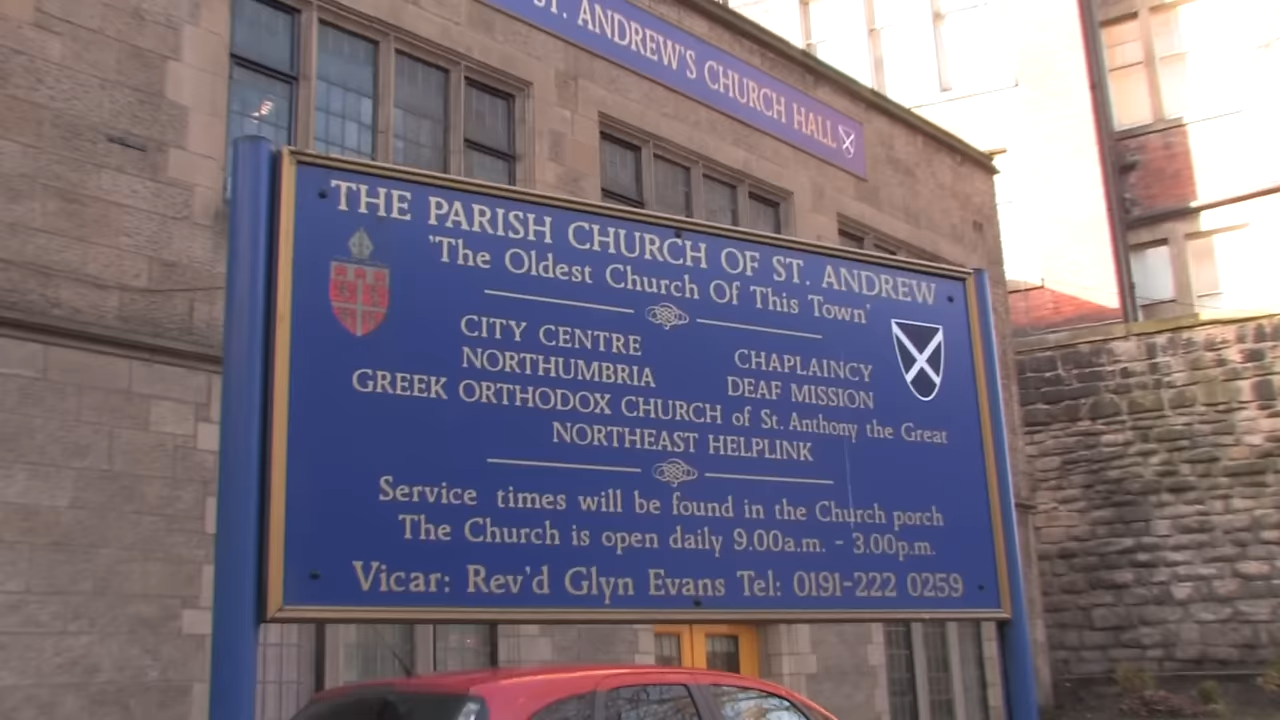 ST. ANDREW'S CHURCH HALL
THE PARISH CHURCH OF ST. ANDREW
'The Oldest Church Of This Town'
CITY CENTRE
NORTHUMBRIA
CHAPLAINCY
DEAF MISSION
GREEK ORTHODOX CHURCH of St. Anthony the Great
NORTHEAST HELPLINK
Service times will be found in the Church porch
The Church is open daily 9.00a.m. - 3.00p.m.
Vicar: Rev'd Glyn Evans Tel: 0191-222 0259